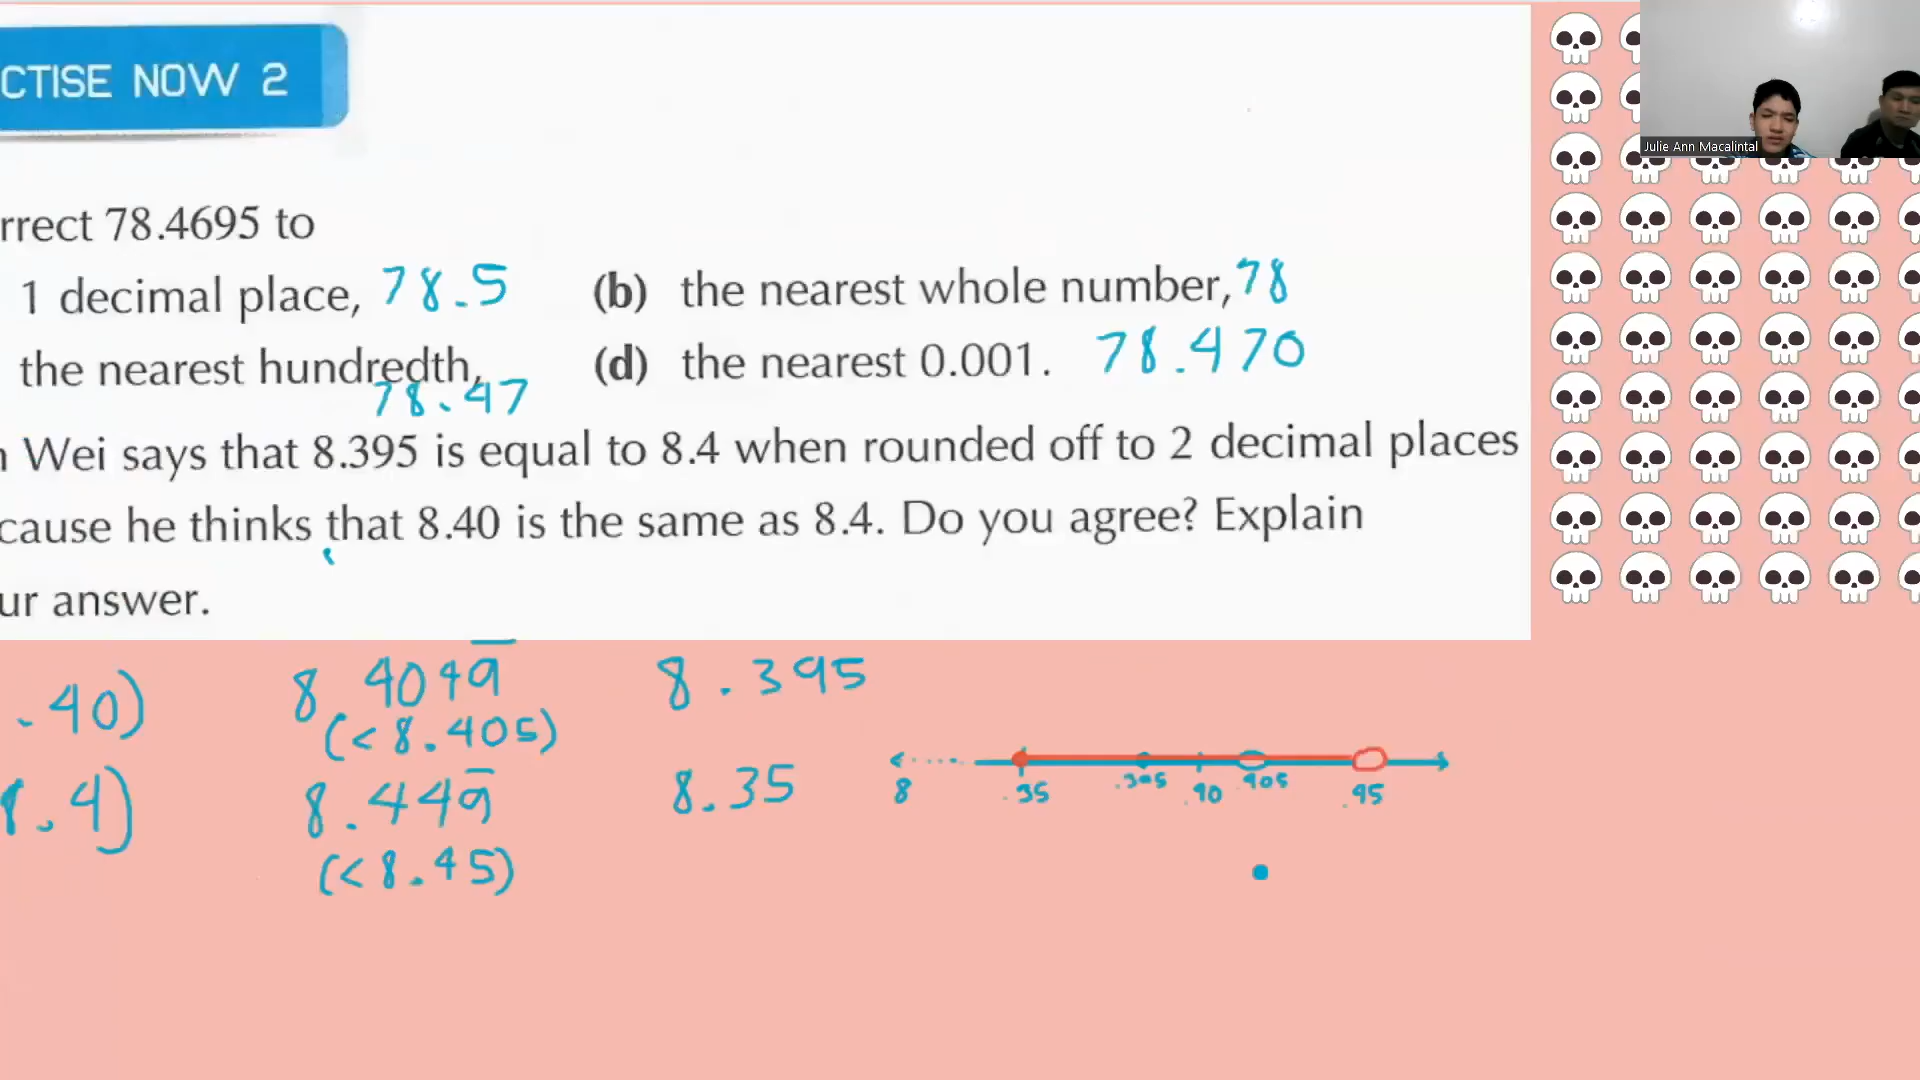 CTISE NOW 2
Julie Ann Macalintal
rrect 78.4695 to
1 decimal place, 78.5 (b) the nearest whole number, 78
the nearest hundredth, (d) the nearest 0.001. 78.470
78.47
Wei says that 8.395 is equal to 8.4 when rounded off to 2 decimal places
cause he thinks that 8.40 is the same as 8.4. Do you agree? Explain
ur answer.
.40) 8.4049̅ 8.395
(<8.405)
8.4) 8.449̅ 8.35
(<8.45)
8 .35 .90 .905 .95